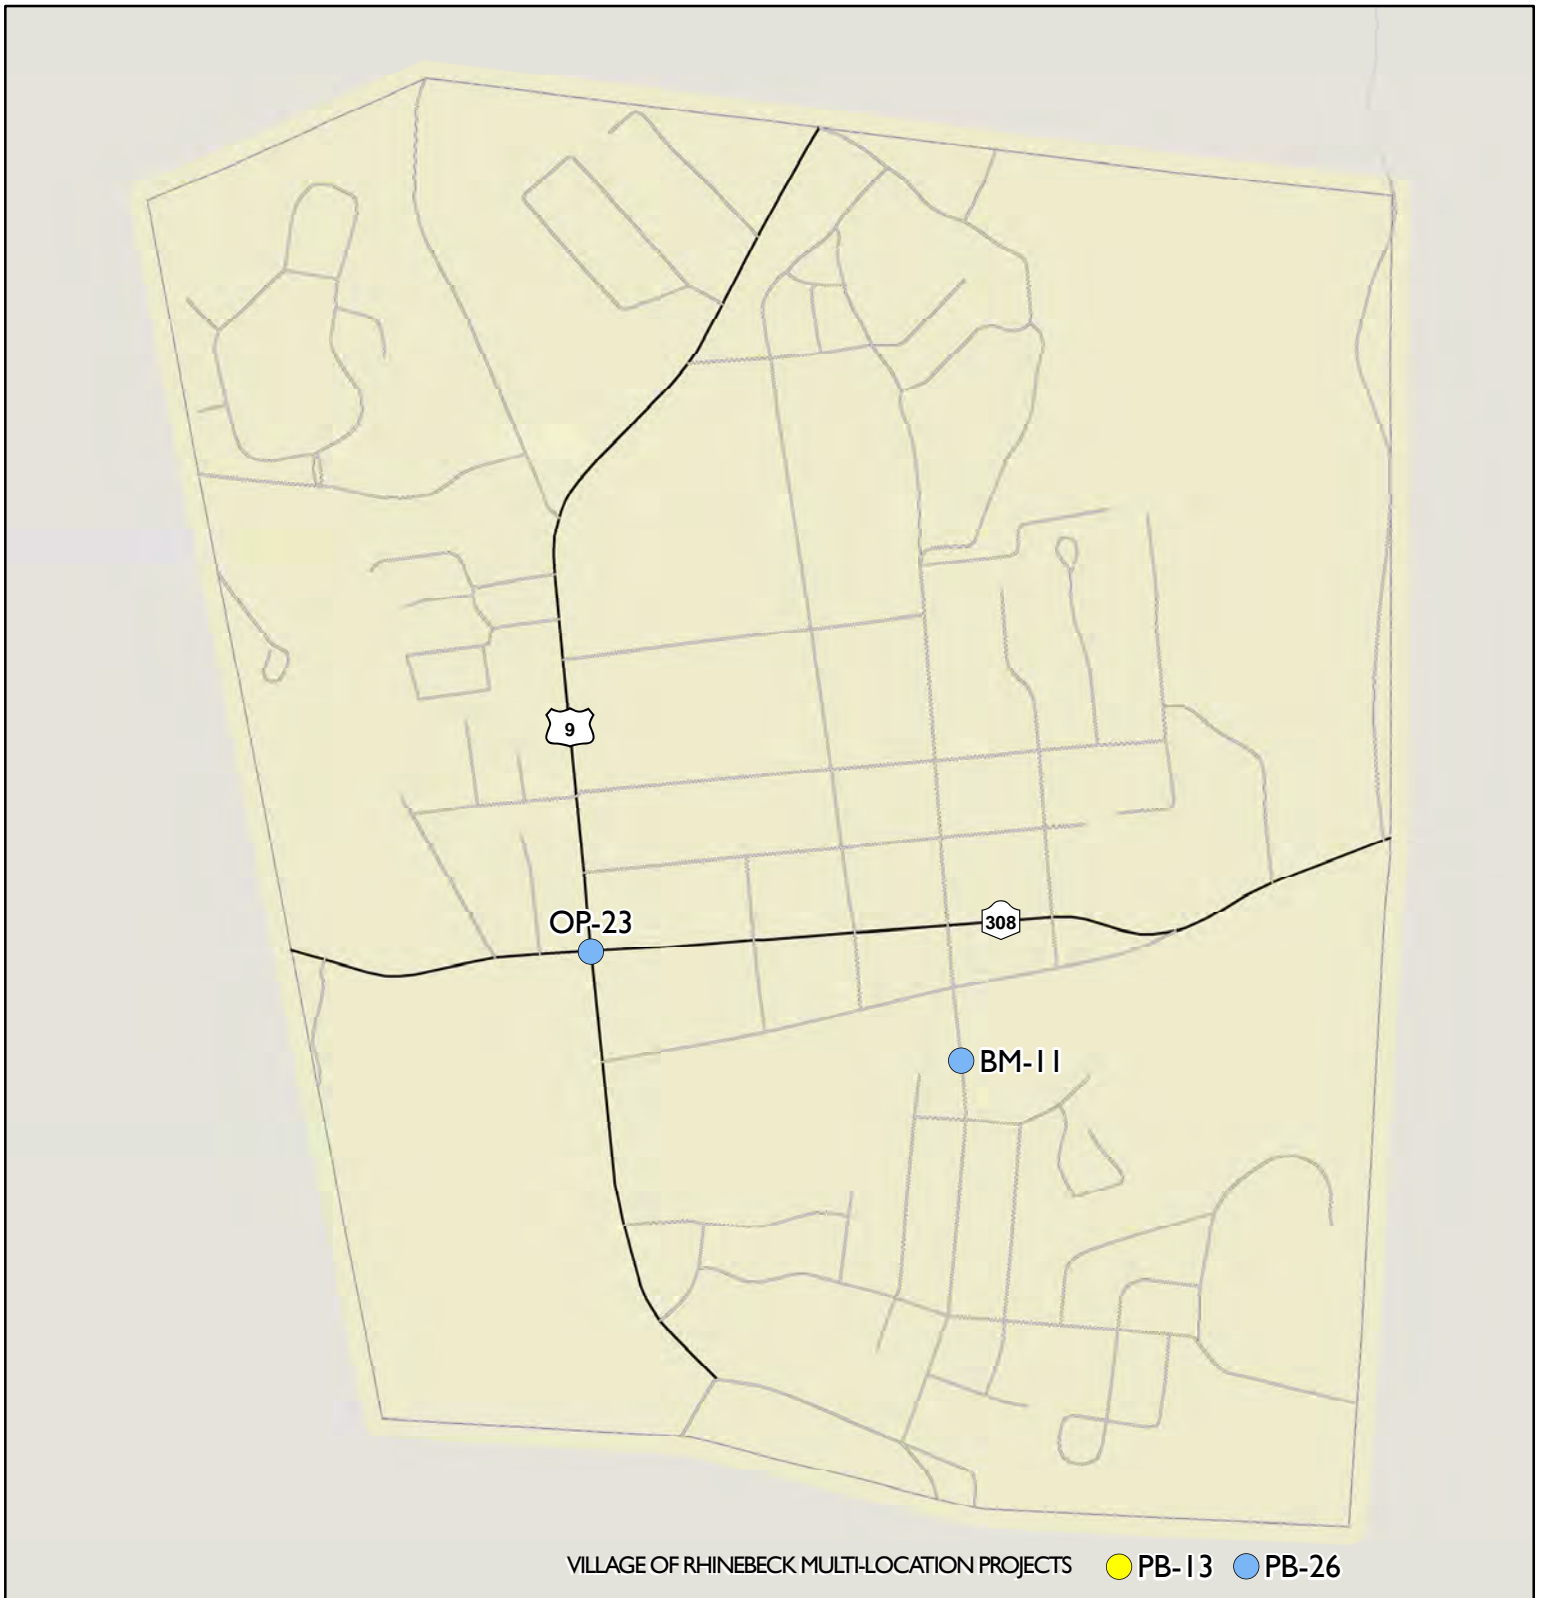 9
OP-23
308
BM-11
VILLAGE OF RHINEBECK MULTI-LOCATION PROJECTS PB-13 PB-26